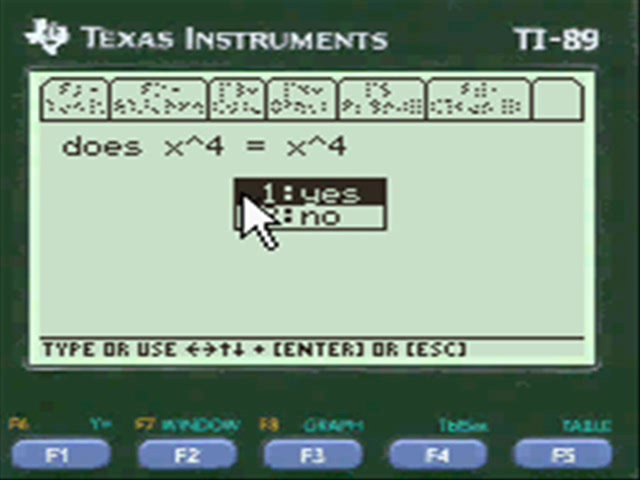 TEXAS INSTRUMENTS TI-89
does x^4 = x^4
1:yes
:no
TYPE OR USE ←→↑↓ + [ENTER] OR [ESC]
F6 Y= F7 WINDOW F8 GRAPH TblSet TABLE
F1 F2 F3 F4 F5